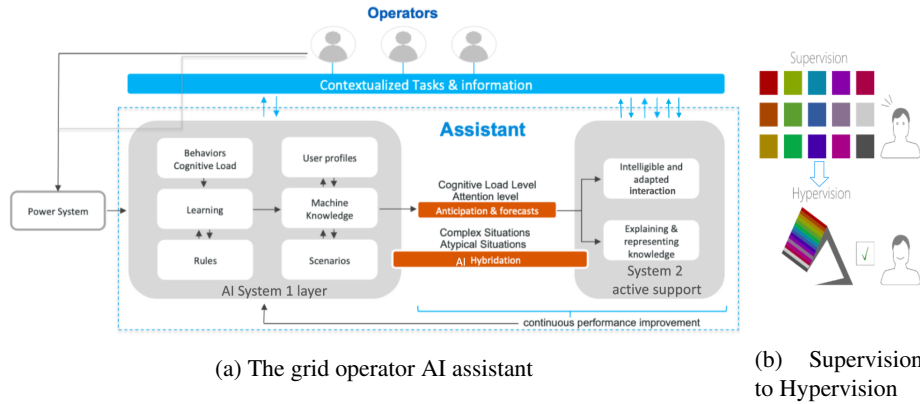 Operators
Contextualized Tasks & information
Assistant
Behaviors
Cognitive Load
User profiles
Learning
Machine
Knowledge
Rules
Scenarios
AI System 1 layer
Power System
Cognitive Load Level
Attention level
Anticipation & forecasts
Complex Situations
Atypical Situations
AI Hybridation
Intelligible and
adapted
interaction
Explaining &
representing
knowledge
System 2
active support
continuous performance improvement
(a) The grid operator AI assistant
Supervision
Hypervision
(b) Supervision
to Hypervision